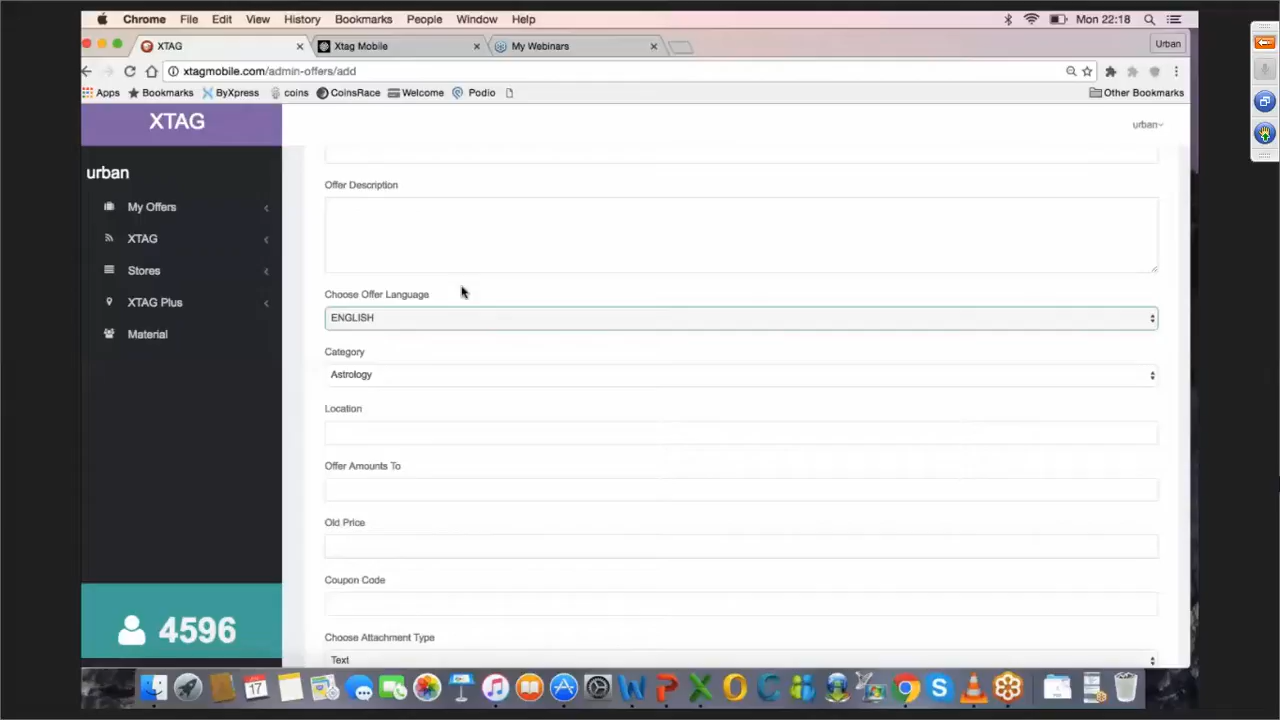 Chrome File Edit View History Bookmarks People Window Help Mon 22:18
XTAG Xtag Mobile My Webinars Urban
xtagmobile.com/admin-offers/add
Apps Bookmarks ByXpress coins CoinsRace Welcome Podio Other Bookmarks
XTAG
urban
urban
My Offers
XTAG
Stores
XTAG Plus
Material
4596
Offer Description
Choose Offer Language
ENGLISH
Category
Astrology
Location
Offer Amounts To
Old Price
Coupon Code
Choose Attachment Type
Text
17